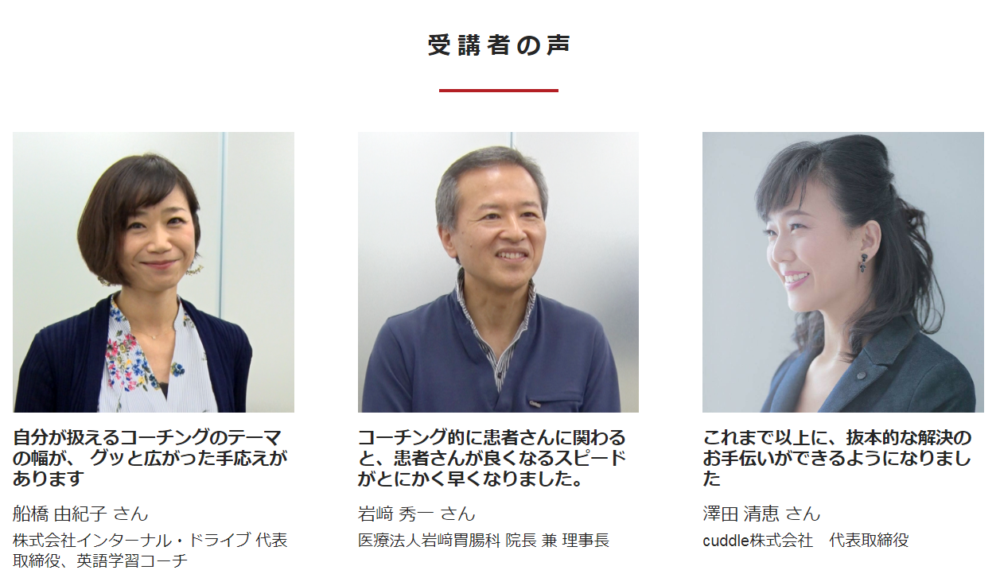 受講者の声
自分が扱えるコーチングのテーマ
の幅が、 グッと広がった手応えが
あります
船橋 由紀子 さん
株式会社インターナル・ドライブ 代表
取締役、英語学習コーチ
コーチング的に患者さんに関わる
と、患者さんが良くなるスピード
がとにかく早くなりました。
岩﨑 秀一 さん
医療法人岩﨑胃腸科 院長 兼 理事長
これまで以上に、抜本的な解決の
お手伝いができるようになりまし
た
澤田 清恵 さん
cuddle株式会社　代表取締役